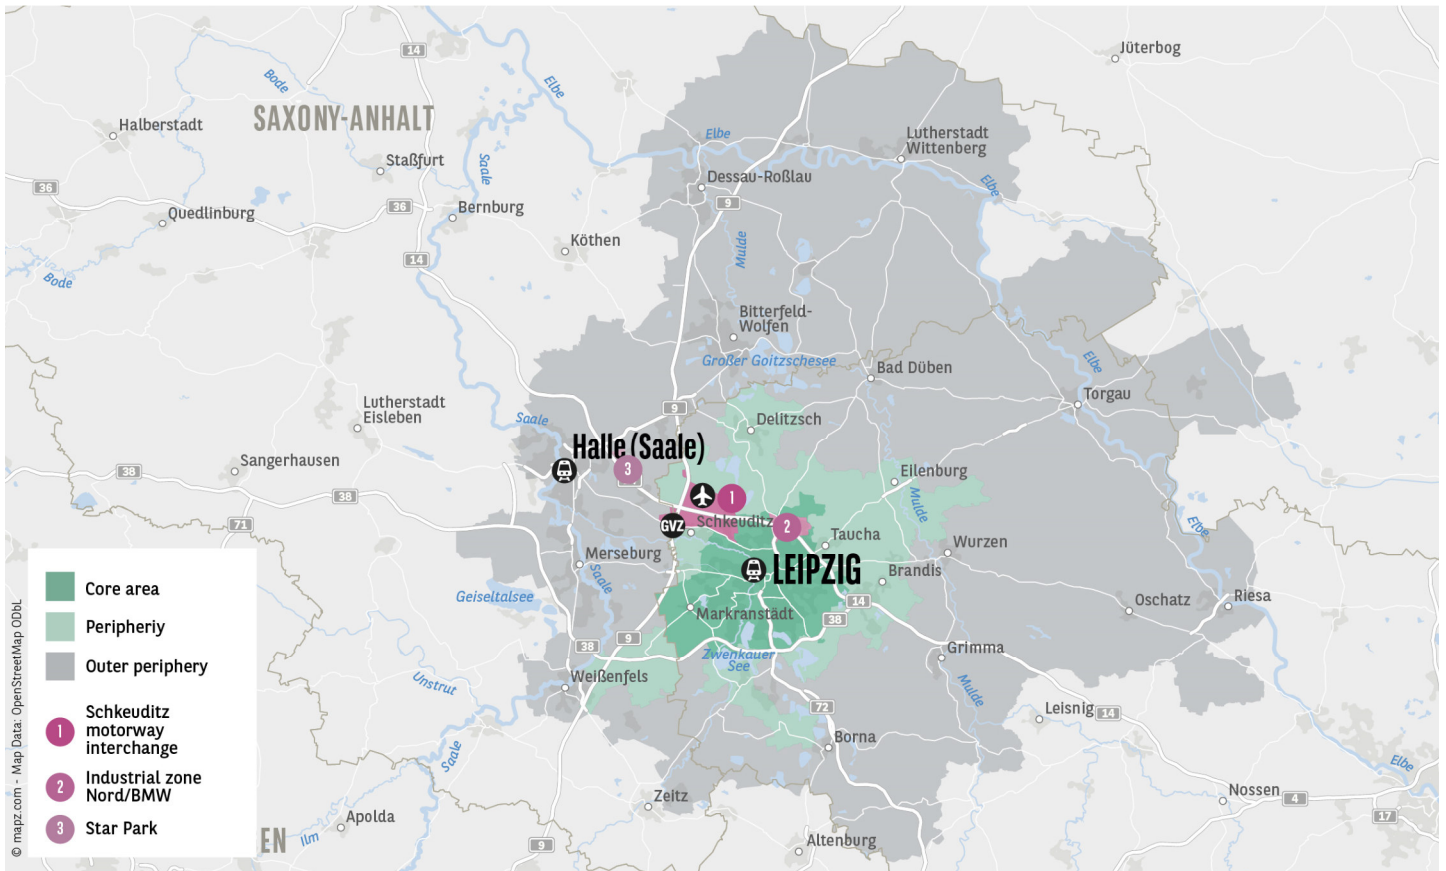 14
Jüterbog
Bode
Elbe
SAXONY-ANHALT
Halberstadt
Elbe
Lutherstadt
Wittenberg
Staßfurt
Saale
Dessau-Roßlau
Elbe
36
36
9
Quedlinburg
Bernburg
Köthen
Mulde
14
Bode
Bitterfeld-
Wolfen
Großer Goitzschesee
Bad Düben
Elbe
Torgau
Lutherstadt
Eisleben
9
Saale
Delitzsch
Halle (Saale)
Sangerhausen
3
Eilenburg
38
38
1
Mulde
71
GVZ
Schkeuditz
2
Taucha
Elbe
Wurzen
Merseburg
LEIPZIG
Brandis
Saale
Geiseltalsee
14
Oschatz
Riesa
Markranstädt
38
9
38
Grimma
Zwenkauer
See
Weißenfels
Unstrut
Mulde
72
Leisnig
14
Borna
Saale
Elbe
Nossen
4
Zeitz
17
Apolda
Ilm
EN
9
Altenburg
Core area
Peripheriy
Outer periphery
1
Schkeuditz
motorway
interchange
2
Industrial zone
Nord/BMW
3
Star Park
© mapz.com - Map Data: OpenStreetMap ODbL